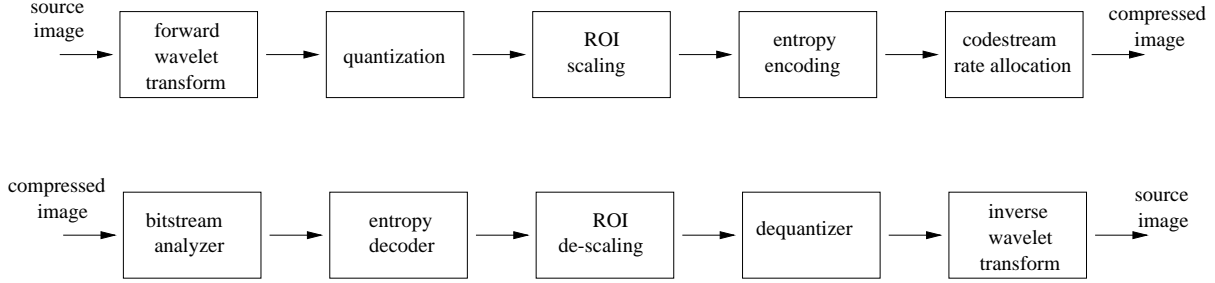 source
image
forward
wavelet
transform
quantization
ROI
scaling
entropy
encoding
codestream
rate allocation
compressed
image
compressed
image
bitstream
analyzer
entropy
decoder
ROI
de-scaling
dequantizer
inverse
wavelet
transform
source
image